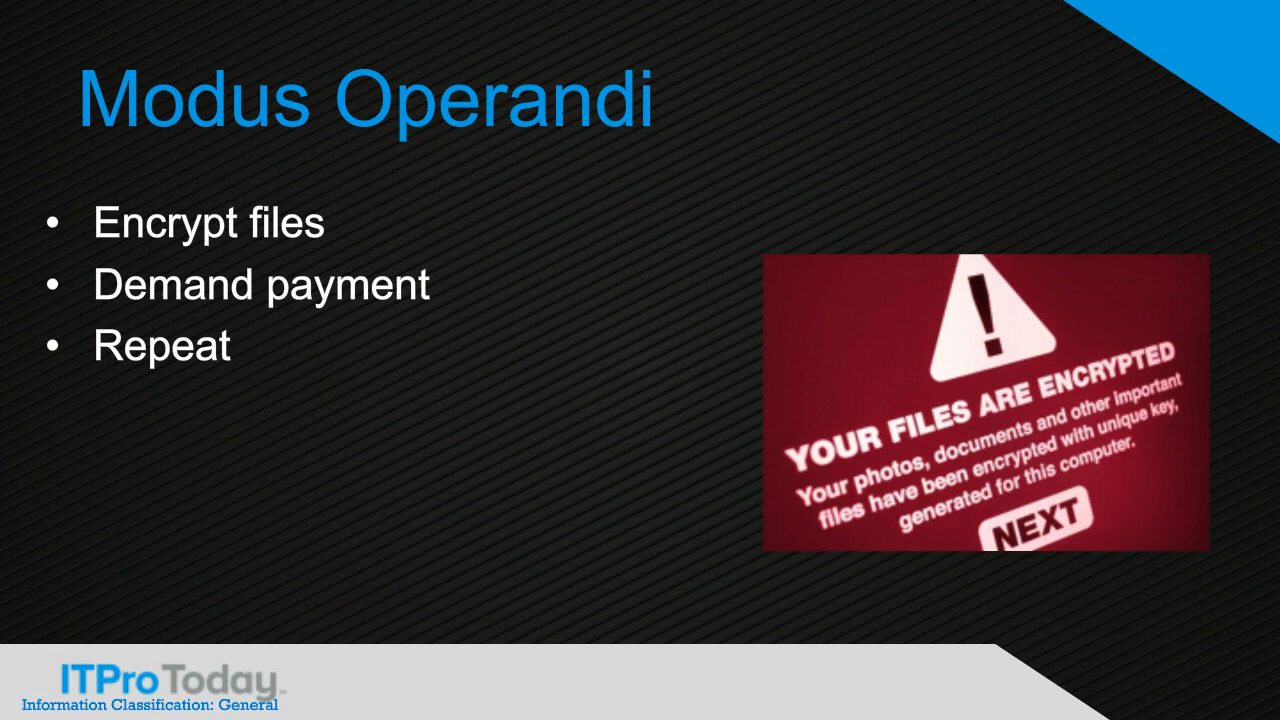 Modus Operandi
• Encrypt files
• Demand payment
• Repeat
!
YOUR FILES ARE ENCRYPTED
Your photos, documents and other important
files have been encrypted with unique key,
generated for this computer.
NEXT
ITProToday™
Information Classification: General